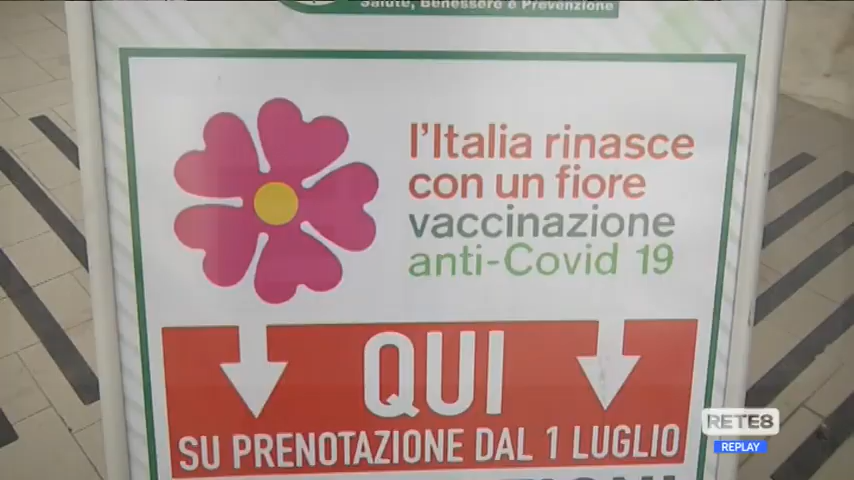 Salute, Benessere e Prevenzione
l'Italia rinasce
con un fiore
vaccinazione
anti-Covid 19
QUI
SU PRENOTAZIONE DAL 1 LUGLIO
RETE8
REPLAY